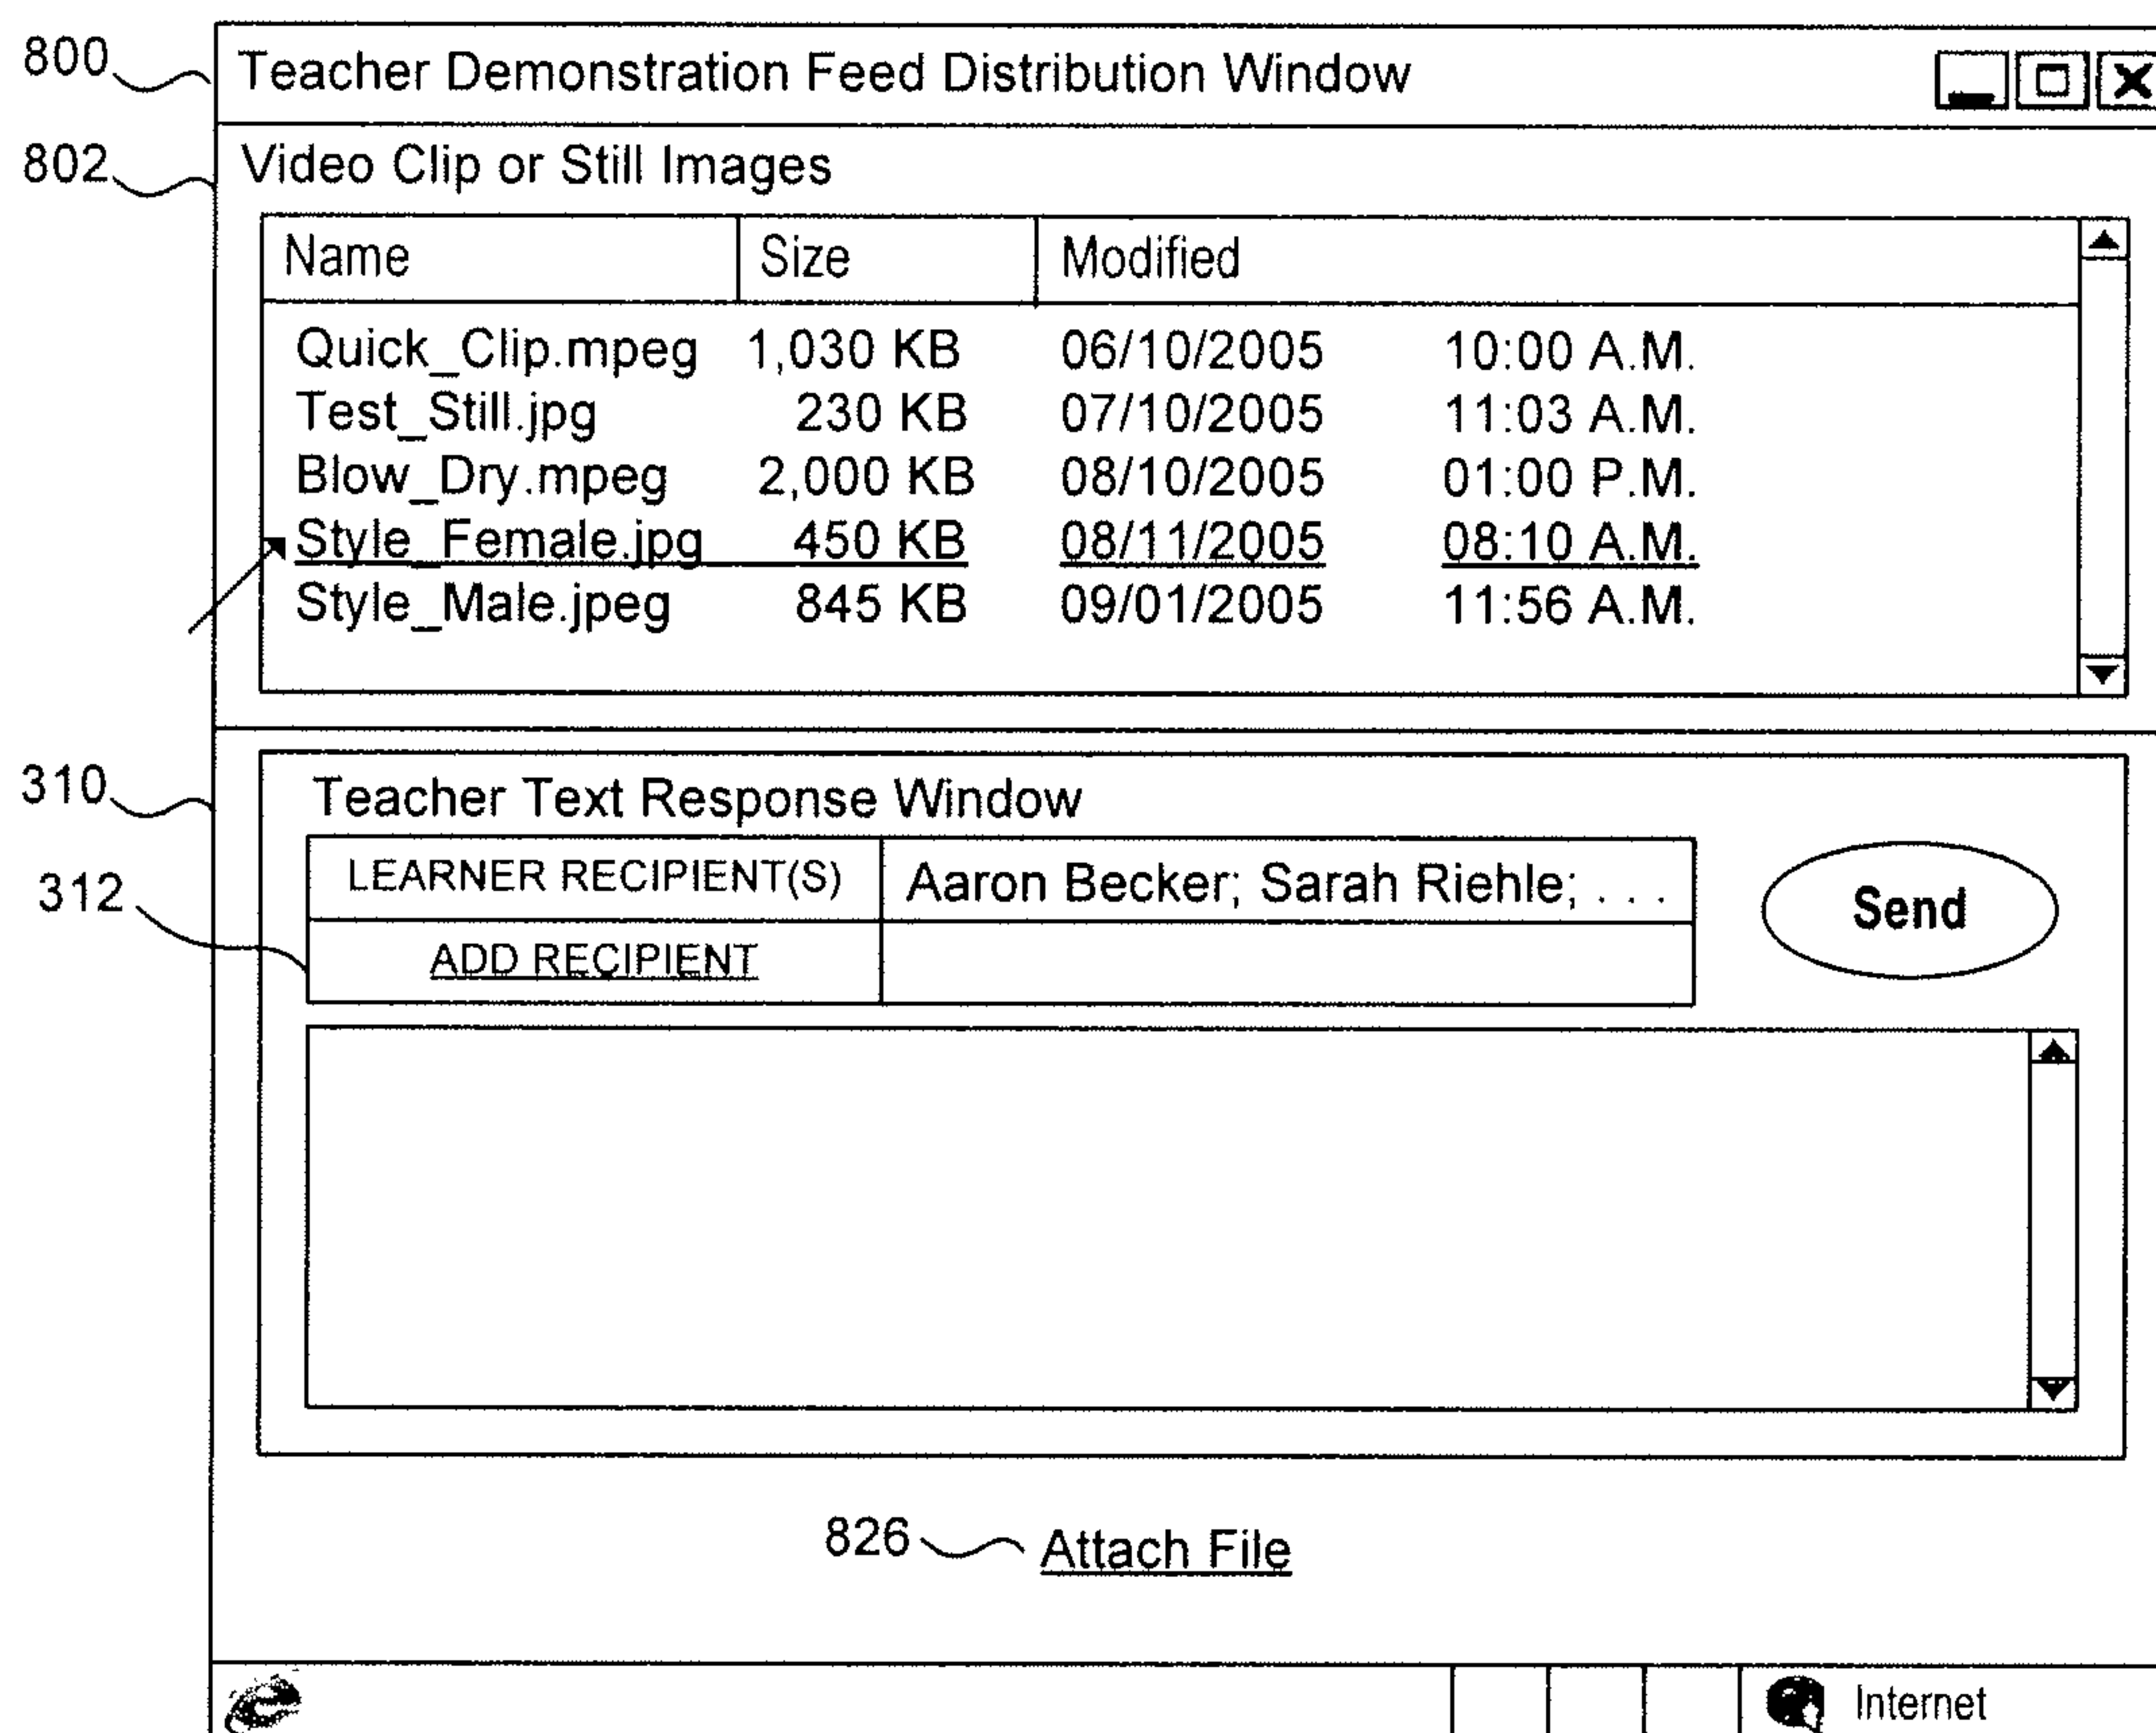 800 Teacher Demonstration Feed Distribution Window
802 Video Clip or Still Images
Name Size Modified
Quick_Clip.mpeg 1,030 KB 06/10/2005 10:00 A.M.
Test_Still.jpg 230 KB 07/10/2005 11:03 A.M.
Blow_Dry.mpeg 2,000 KB 08/10/2005 01:00 P.M.
Style_Female.jpg 450 KB 08/11/2005 08:10 A.M.
Style_Male.jpeg 845 KB 09/01/2005 11:56 A.M.
310 Teacher Text Response Window
LEARNER RECIPIENT(S) Aaron Becker; Sarah Riehle; . . . Send
312 ADD RECIPIENT
826 Attach File
Internet